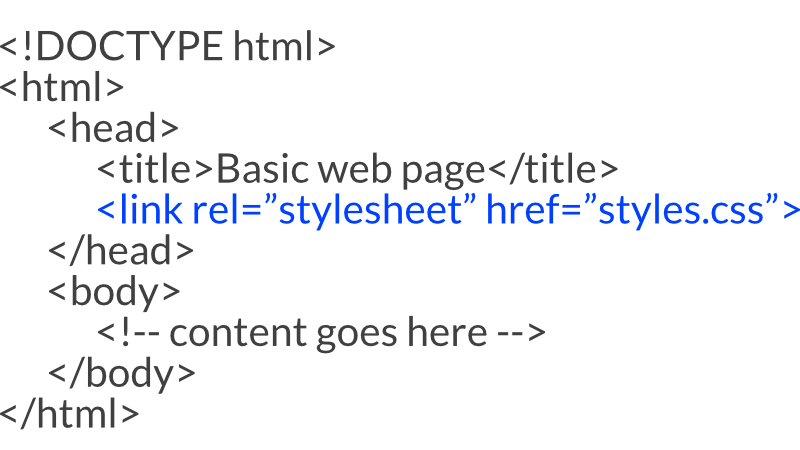 <!DOCTYPE html>
<html>
<head>
<title>Basic web page</title>
<link rel=”stylesheet” href=”styles.css”>
</head>
<body>
<!-- content goes here -->
</body>
</html>